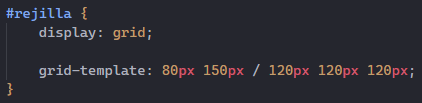 #rejilla {
    display: grid;
    grid-template: 80px 150px / 120px 120px 120px;
}